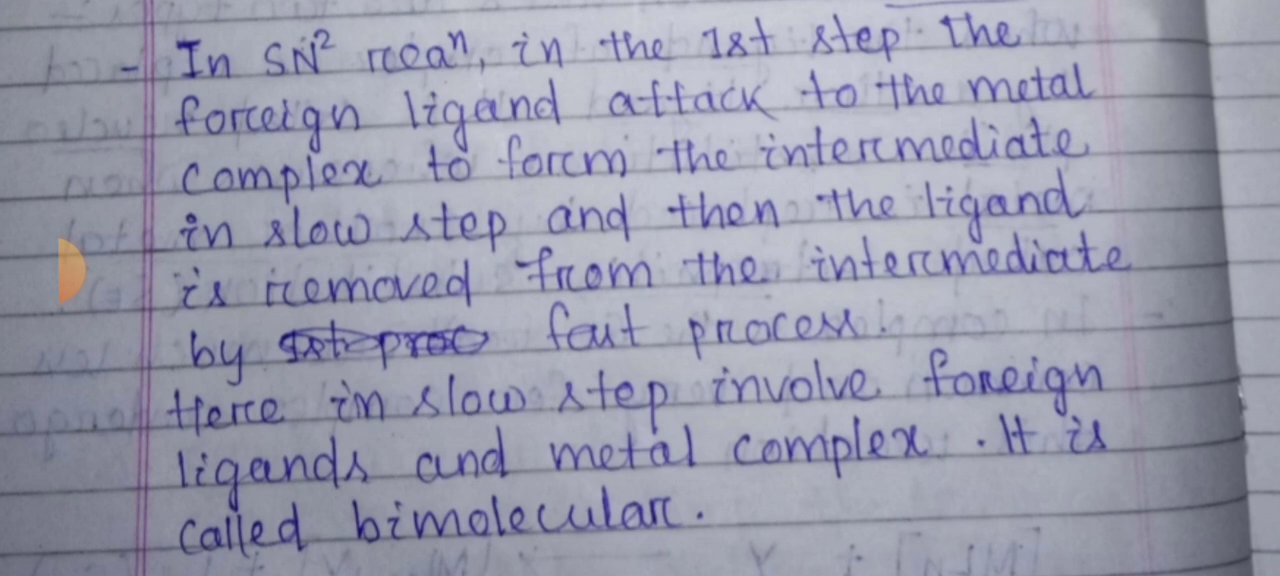 - In SN² reaⁿ, in the 1st step the
foreign ligand attack to the metal
complex to form the intermediate
in slow step and then the ligand
is removed from the intermediate
by fast process.
Here in slow step involve foreign
ligands and metal complex. It is
called bimolecular.